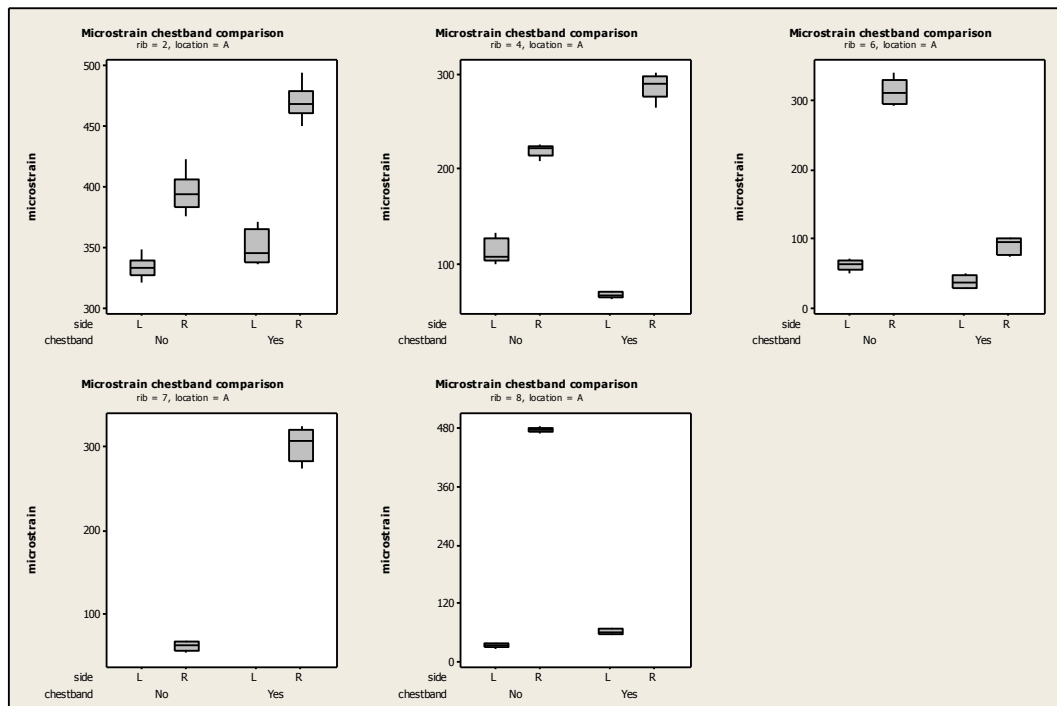 Microstrain chestband comparison
rib = 2, location = A
microstrain
500
450
400
350
300
side L R L R
chestband No Yes
Microstrain chestband comparison
rib = 4, location = A
microstrain
300
200
100
side L R L R
chestband No Yes
Microstrain chestband comparison
rib = 6, location = A
microstrain
300
200
100
0
side L R L R
chestband No Yes
Microstrain chestband comparison
rib = 7, location = A
microstrain
300
200
100
side L R L R
chestband No Yes
Microstrain chestband comparison
rib = 8, location = A
microstrain
480
360
240
120
0
side L R L R
chestband No Yes